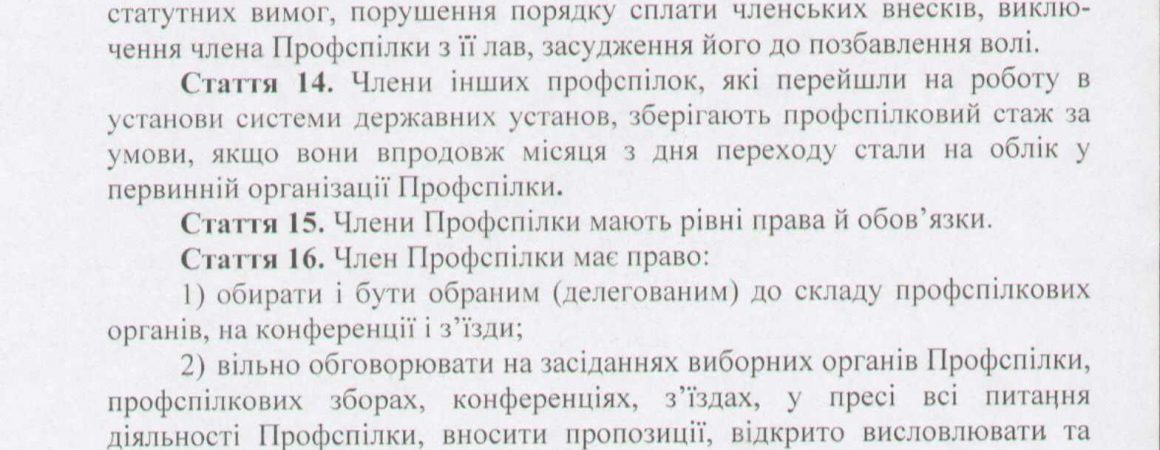 статутних вимог, порушення порядку сплати членських внесків, виклю-
чення члена Профспілки з її лав, засудження його до позбавлення волі.
Стаття 14. Члени інших профспілок, які перейшли на роботу в
установи системи державних установ, зберігають профспілковий стаж за
умови, якщо вони впродовж місяця з дня переходу стали на облік у
первинній організації Профспілки.
Стаття 15. Члени Профспілки мають рівні права й обов’язки.
Стаття 16. Член Профспілки має право:
1) обирати і бути обраним (делегованим) до складу профспілкових
органів, на конференції і з’їзди;
2) вільно обговорювати на засіданнях виборних органів Профспілки,
профспілкових зборах, конференціях, з’їздах, у пресі всі питання
діяльності Профспілки, вносити пропозиції, відкрито висловлювати та